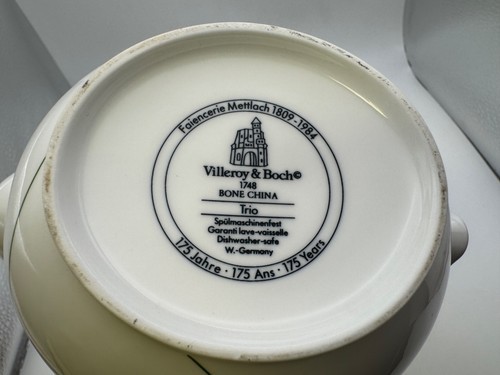 Faiencerie Mettlach 1809-1984
Villeroy & Boch©
1748
BONE CHINA
Trio
Spülmaschinenfest
Garanti lave-vaisselle
Dishwasher-safe
W.-Germany
175 Jahre · 175 Ans · 175 Years